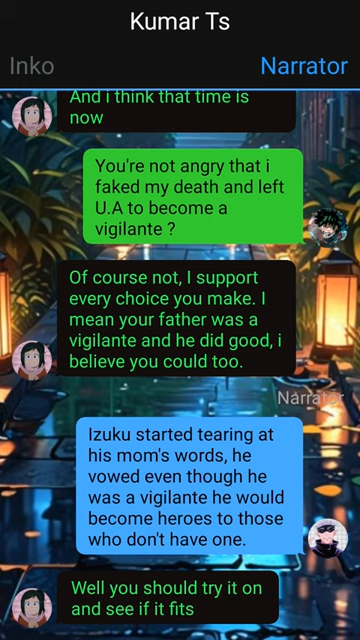 Kumar Ts
Inko
Narrator
And i think that time is
now
You're not angry that i
faked my death and left
U.A to become a
vigilante ?
Of course not, I support
every choice you make. I
mean your father was a
vigilante and he did good, i
believe you could too.
Narrator
Izuku started tearing at
his mom's words, he
vowed even though he
was a vigilante he would
become heroes to those
who don't have one.
Well you should try it on
and see if it fits